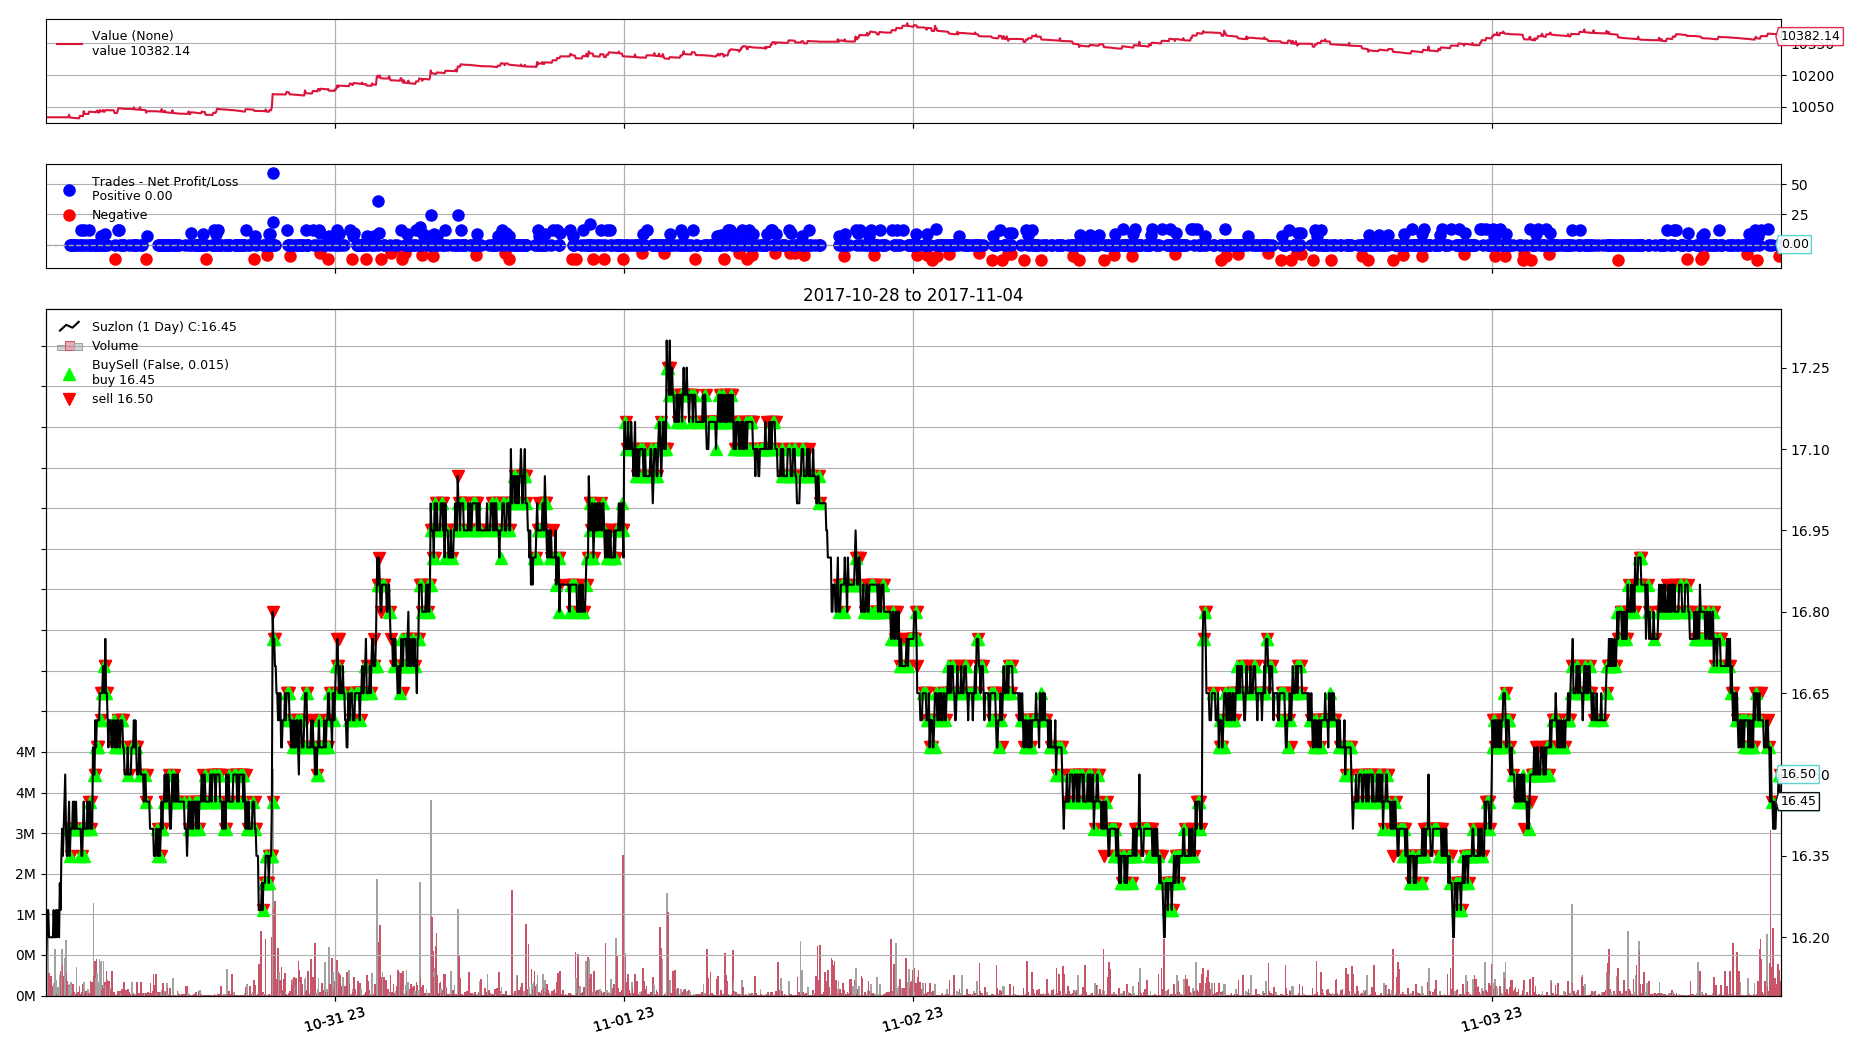 Value (None)
value 10382.14
10382.14
10200
10050
Trades - Net Profit/Loss
Positive 0.00
Negative
50
25
0.00
2017-10-28 to 2017-11-04
Suzlon (1 Day) C:16.45
Volume
BuySell (False, 0.015)
buy 16.45
sell 16.50
17.25
17.10
16.95
16.80
16.65
16.50
0
16.45
16.35
16.20
4M
4M
3M
2M
1M
0M
0M
10-31 23
11-01 23
11-02 23
11-03 23